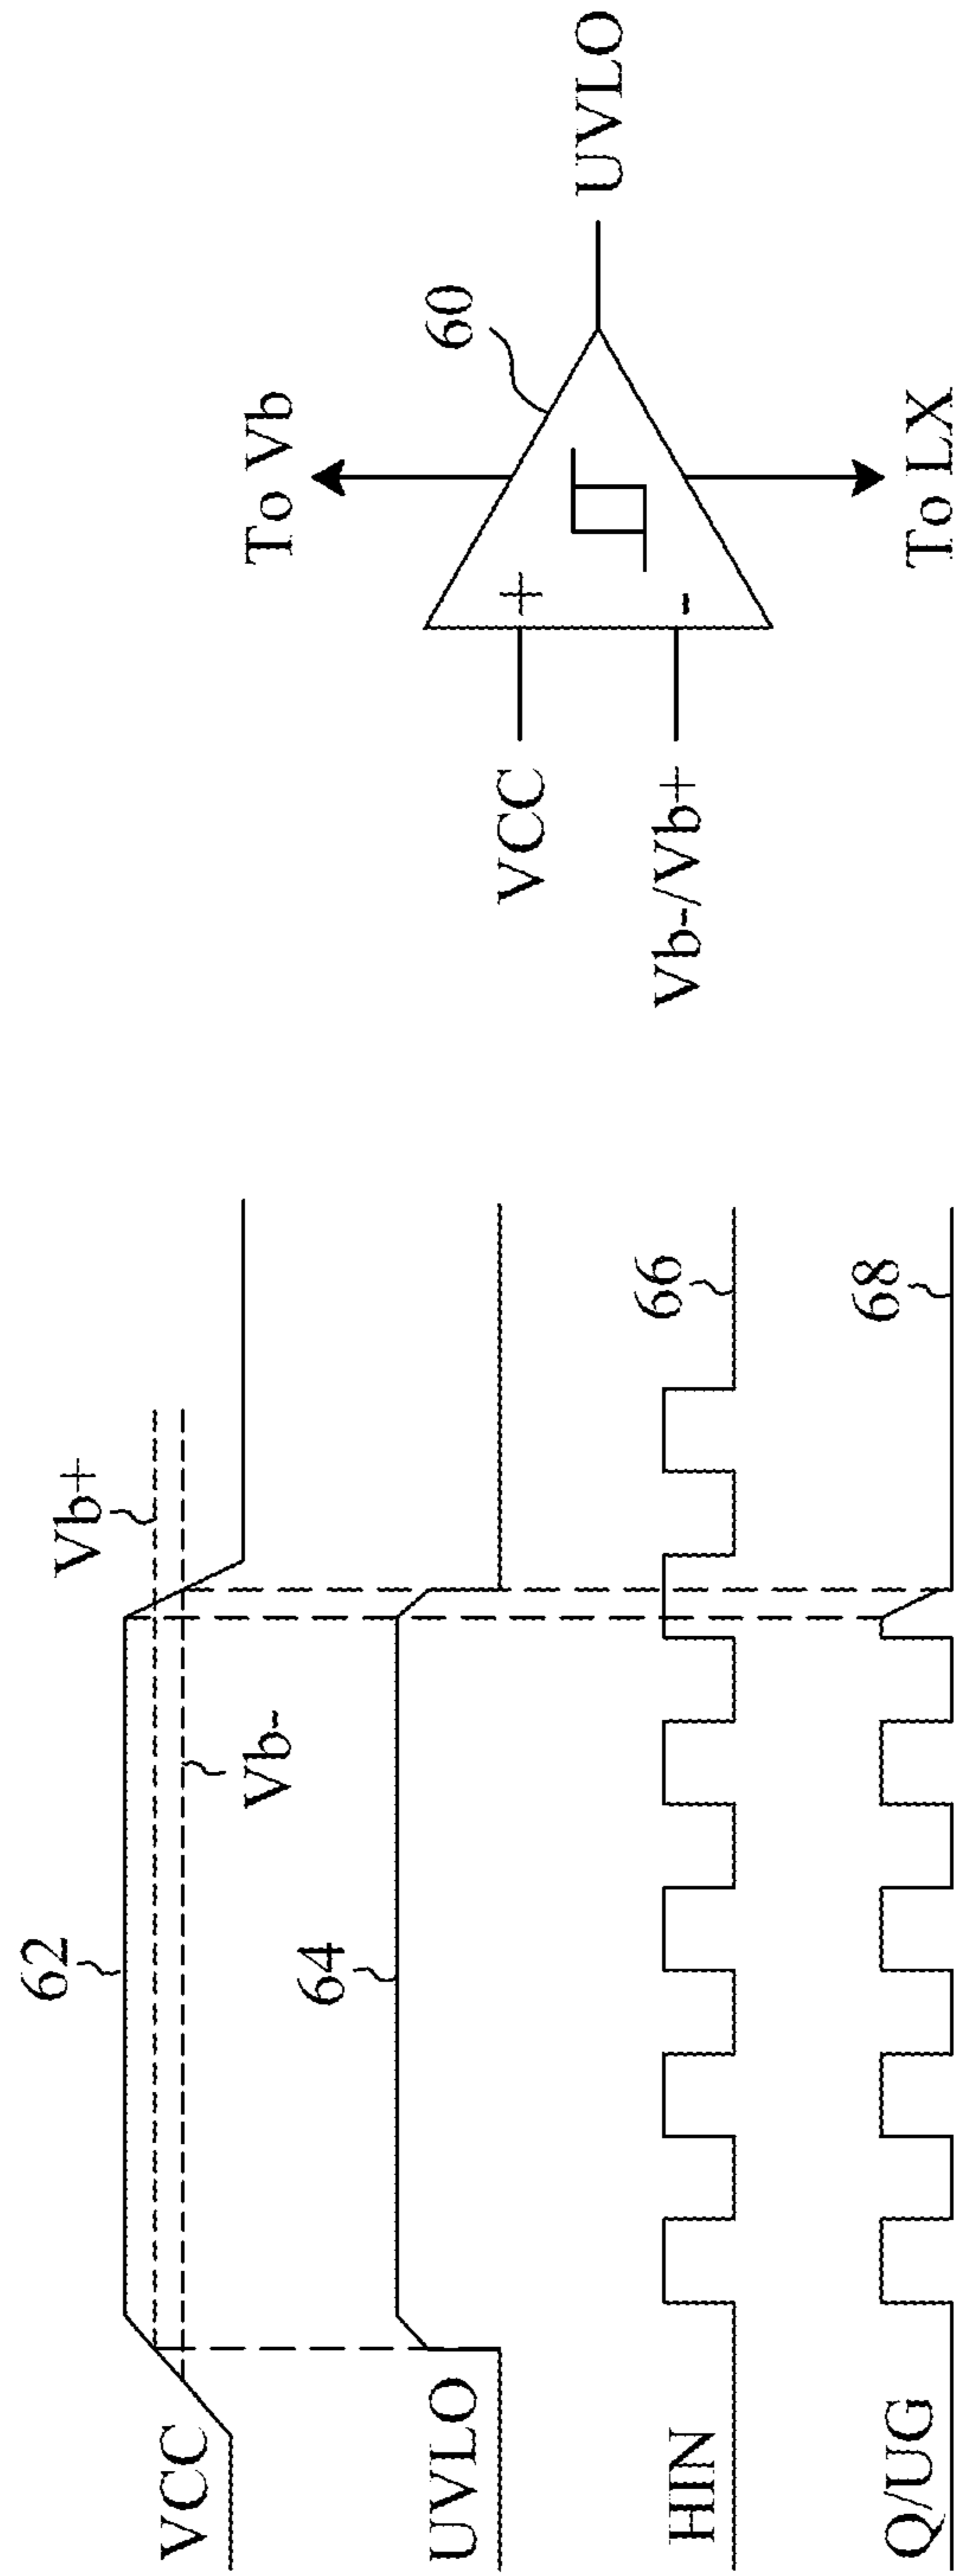 62
Vb+
VCC
Vb-
64
UVLO
HIN
66
Q/UG
68
To Vb
60
VCC
+
UVLO
Vb-/Vb+
-
To LX